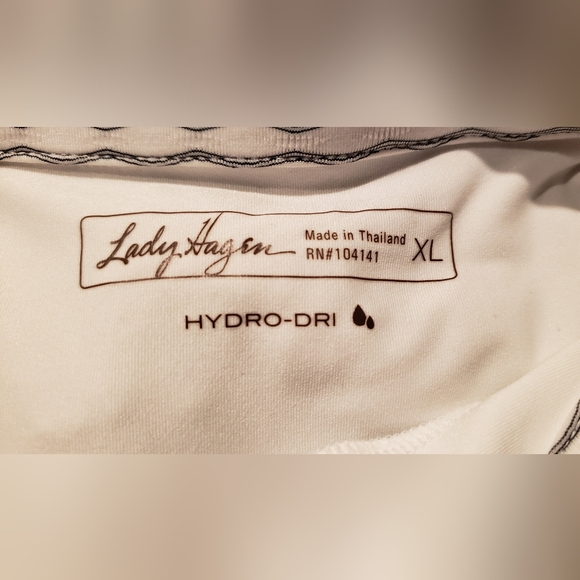 Lady Hagen
Made in Thailand
RN#104141
XL
HYDRO-DRI